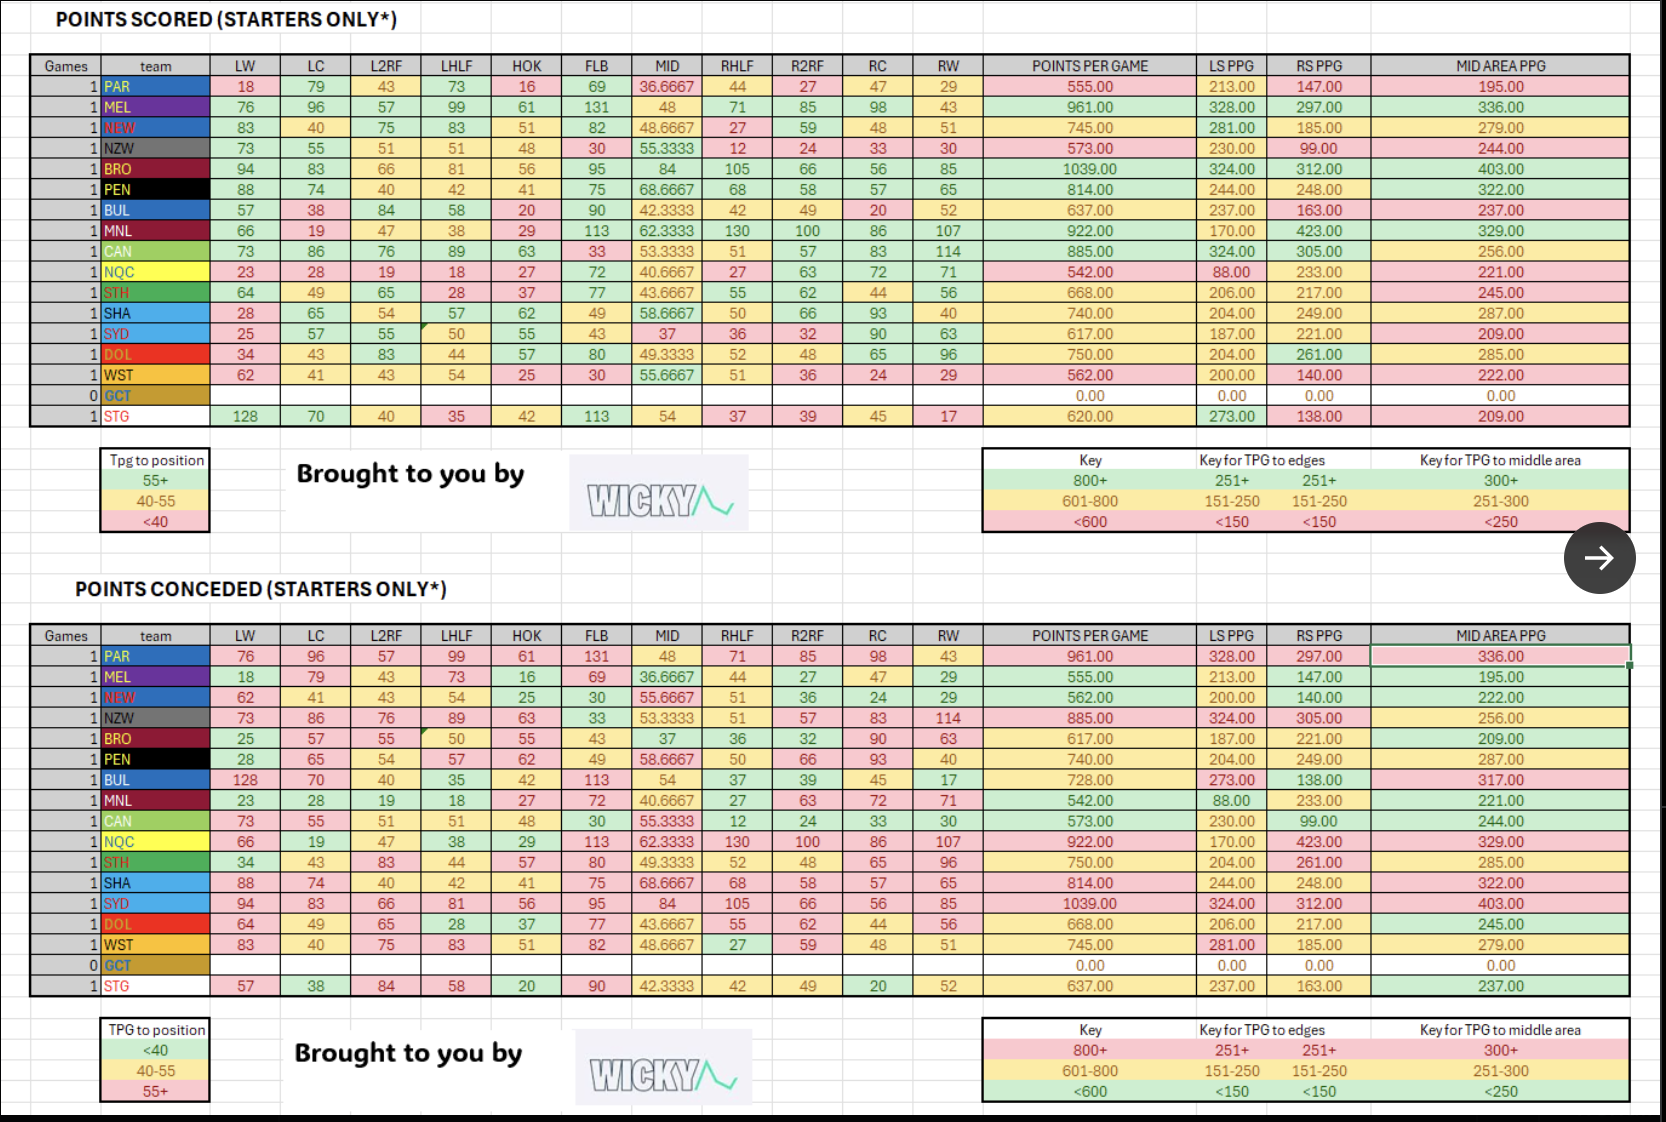 POINTS SCORED (STARTERS ONLY*)
Games team LW LC L2RF LHLF HOK FLB MID RHLF R2RF RC RW POINTS PER GAME LS PPG RS PPG MID AREA PPG
1 PAR 18 79 43 73 16 69 36.6667 44 27 47 29 555.00 213.00 147.00 195.00
1 MEL 76 96 57 99 61 131 48 71 85 98 43 961.00 328.00 297.00 336.00
1 NEW 83 40 75 83 51 82 48.6667 27 59 48 51 745.00 281.00 185.00 279.00
1 NZW 73 55 51 51 48 30 55.3333 12 24 33 30 573.00 230.00 99.00 244.00
1 BRO 94 83 66 81 56 95 84 105 66 56 85 1039.00 324.00 312.00 403.00
1 PEN 88 74 40 42 41 75 68.6667 68 58 57 65 814.00 244.00 248.00 322.00
1 BUL 57 38 84 58 20 90 42.3333 42 49 20 52 637.00 237.00 163.00 237.00
1 MNL 66 19 47 38 29 113 62.3333 130 100 86 107 922.00 170.00 423.00 329.00
1 CAN 73 86 76 89 63 33 53.3333 51 57 83 114 885.00 324.00 305.00 256.00
1 NQC 23 28 19 18 27 72 40.6667 27 63 72 71 542.00 88.00 233.00 221.00
1 STH 64 49 65 28 37 77 43.6667 55 62 44 56 668.00 206.00 217.00 245.00
1 SHA 28 65 54 57 62 49 58.6667 50 66 93 40 740.00 204.00 249.00 287.00
1 SYD 25 57 55 50 55 43 37 36 32 90 63 617.00 187.00 221.00 209.00
1 DOL 34 43 83 44 57 80 49.3333 52 48 65 96 750.00 204.00 261.00 285.00
1 WST 62 41 43 54 25 30 55.6667 51 36 24 29 562.00 200.00 140.00 222.00
0 GCT 0.00 0.00 0.00 0.00
1 STG 128 70 40 35 42 113 54 37 39 45 17 620.00 273.00 138.00 209.00
Tpg to position
55+
40-55
<40
Brought to you by
WICKY
Key Key for TPG to edges Key for TPG to middle area
800+ 251+ 251+ 300+
601-800 151-250 151-250 251-300
<600 <150 <150 <250
POINTS CONCEDED (STARTERS ONLY*)
Games team LW LC L2RF LHLF HOK FLB MID RHLF R2RF RC RW POINTS PER GAME LS PPG RS PPG MID AREA PPG
1 PAR 76 96 57 99 61 131 48 71 85 98 43 961.00 328.00 297.00 336.00
1 MEL 18 79 43 73 16 69 36.6667 44 27 47 29 555.00 213.00 147.00 195.00
1 NEW 62 41 43 54 25 30 55.6667 51 36 24 29 562.00 200.00 140.00 222.00
1 NZW 73 86 76 89 63 33 53.3333 51 57 83 114 885.00 324.00 305.00 256.00
1 BRO 25 57 55 50 55 43 37 36 32 90 63 617.00 187.00 221.00 209.00
1 PEN 28 65 54 57 62 49 58.6667 50 66 93 40 740.00 204.00 249.00 287.00
1 BUL 128 70 40 35 42 113 54 37 39 45 17 728.00 273.00 138.00 317.00
1 MNL 23 28 19 18 27 72 40.6667 27 63 72 71 542.00 88.00 233.00 221.00
1 CAN 73 55 51 51 48 30 55.3333 12 24 33 30 573.00 230.00 99.00 244.00
1 NQC 66 19 47 38 29 113 62.3333 130 100 86 107 922.00 170.00 423.00 329.00
1 STH 34 43 83 44 57 80 49.3333 52 48 65 96 750.00 204.00 261.00 285.00
1 SHA 88 74 40 42 41 75 68.6667 68 58 57 65 814.00 244.00 248.00 322.00
1 SYD 94 83 66 81 56 95 84 105 66 56 85 1039.00 324.00 312.00 403.00
1 DOL 64 49 65 28 37 77 43.6667 55 62 44 56 668.00 206.00 217.00 245.00
1 WST 83 40 75 83 51 82 48.6667 27 59 48 51 745.00 281.00 185.00 279.00
0 GCT 0.00 0.00 0.00 0.00
1 STG 57 38 84 58 20 90 42.3333 42 49 20 52 637.00 237.00 163.00 237.00
TPG to position
<40
40-55
55+
Brought to you by
WICKY
Key Key for TPG to edges Key for TPG to middle area
800+ 251+ 251+ 300+
601-800 151-250 151-250 251-300
<600 <150 <150 <250